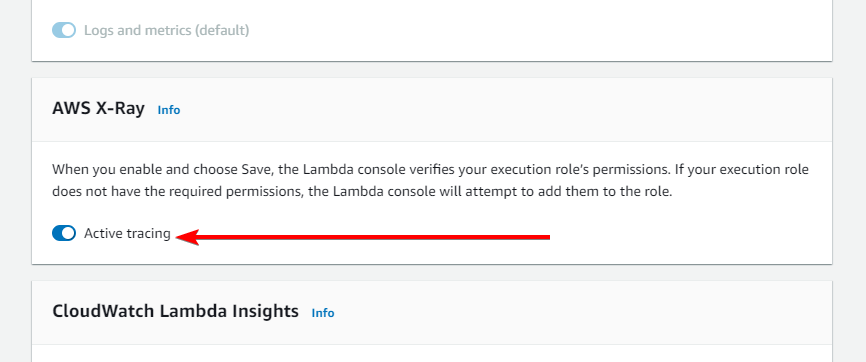 Logs and metrics (default)
AWS X-Ray Info
When you enable and choose Save, the Lambda console verifies your execution role's permissions. If your execution role
does not have the required permissions, the Lambda console will attempt to add them to the role.
Active tracing
CloudWatch Lambda Insights Info